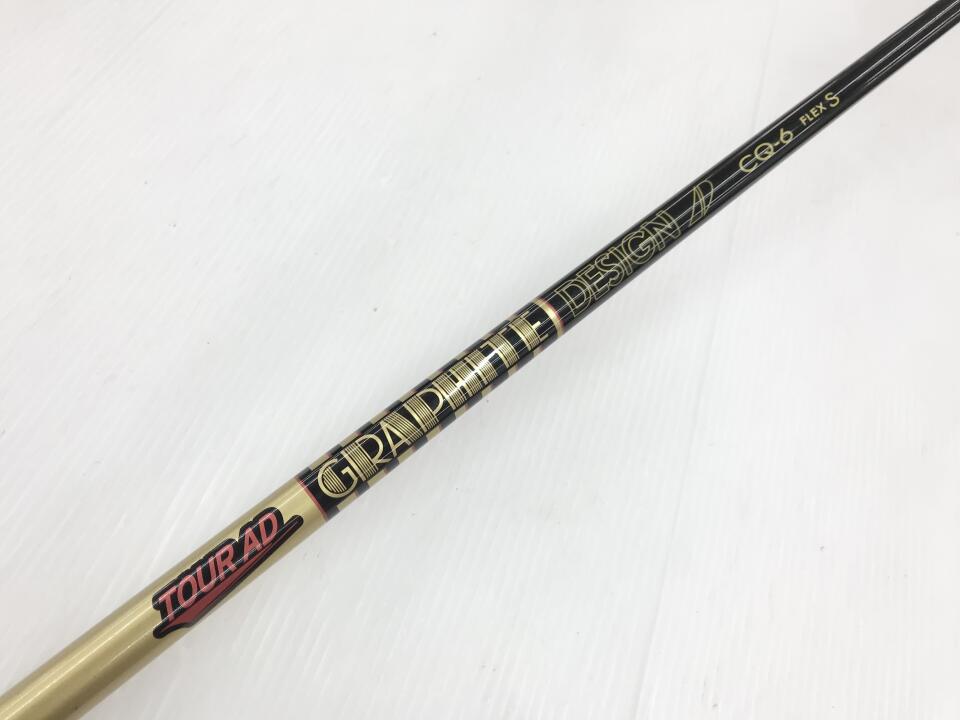 TOUR AD
GRAPHITE DESIGN
CQ-6 FLEX S